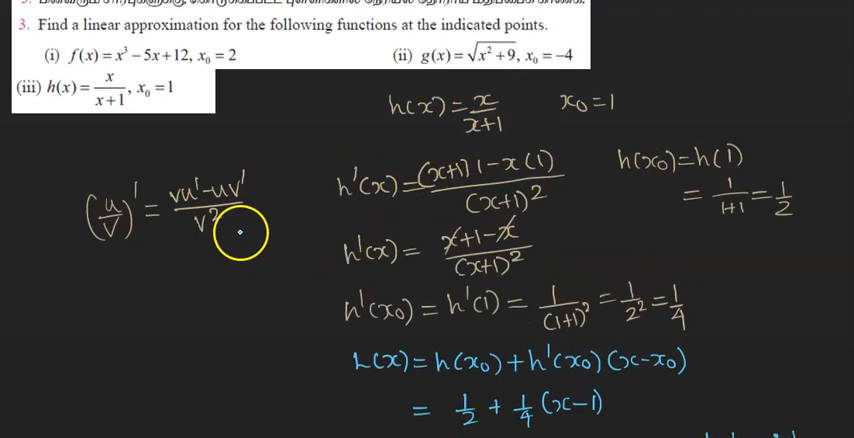 3. Find a linear approximation for the following functions at the indicated points.
(i) f(x) = x³ − 5x + 12, x₀ = 2 (ii) g(x) = √(x² + 9), x₀ = −4
(iii) h(x) = x/(x+1), x₀ = 1
h(x) = x/(x+1) x₀ = 1
(u/v)' = (vu' − uv')/v²
h'(x) = ((x+1) 1 − x(1))/(x+1)²
h(x₀) = h(1)
= 1/(1+1) = 1/2
h'(x) = (x + 1 − x)/(x+1)²
h'(x₀) = h'(1) = 1/(1+1)² = 1/2² = 1/4
L(x) = h(x₀) + h'(x₀) (x − x₀)
= 1/2 + 1/4 (x − 1)